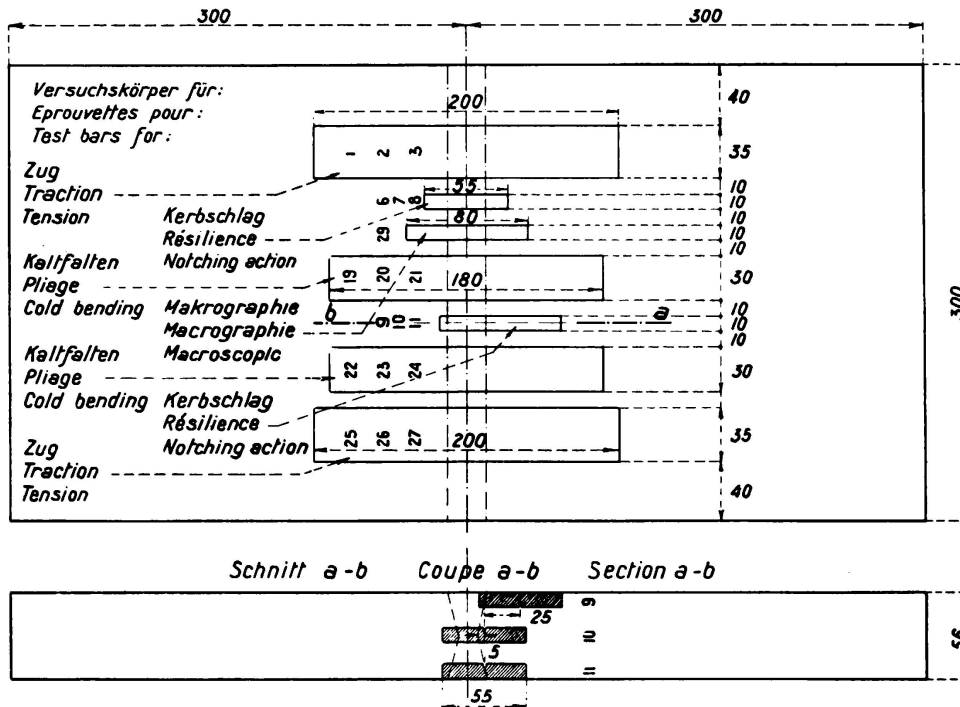 300 300
Versuchskörper für:
Eprouvettes pour:
Test bars for:
200
40
1 2 3
35
Zug
Traction
Tension
55
10
6 7 8
10
Kerbschlag
Résilience
Notching action
80
10
29
10
10
Kaltfalten
Pliage
Cold bending
19 20 21
180
30
Makrographie
Macrographie
Macroscopic
b a
9 10 11
10
10
10
300
Kaltfalten
Pliage
Cold bending
22 23 24
30
Kerbschlag
Résilience
Notching action
25 26 27
200
35
Zug
Traction
Tension
40
Schnitt a-b Coupe a-b Section a-b
9
25
10
5
11
55
56